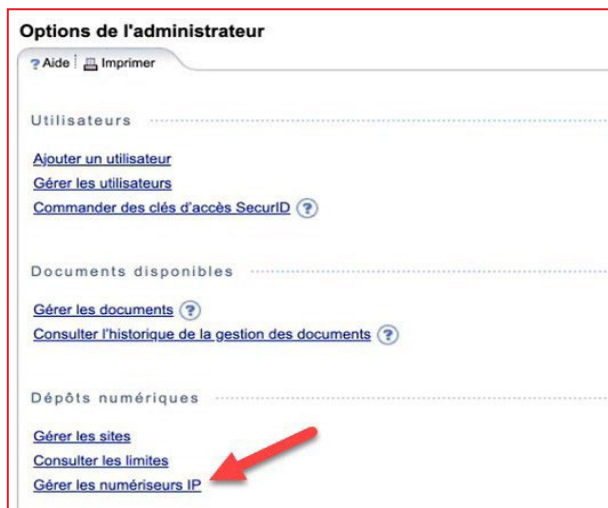 Options de l'administrateur
? Aide Imprimer
Utilisateurs
Ajouter un utilisateur
Gérer les utilisateurs
Commander des clés d'accès SecurID ?
Documents disponibles
Gérer les documents ?
Consulter l'historique de la gestion des documents ?
Dépôts numériques
Gérer les sites
Consulter les limites
Gérer les numériseurs IP